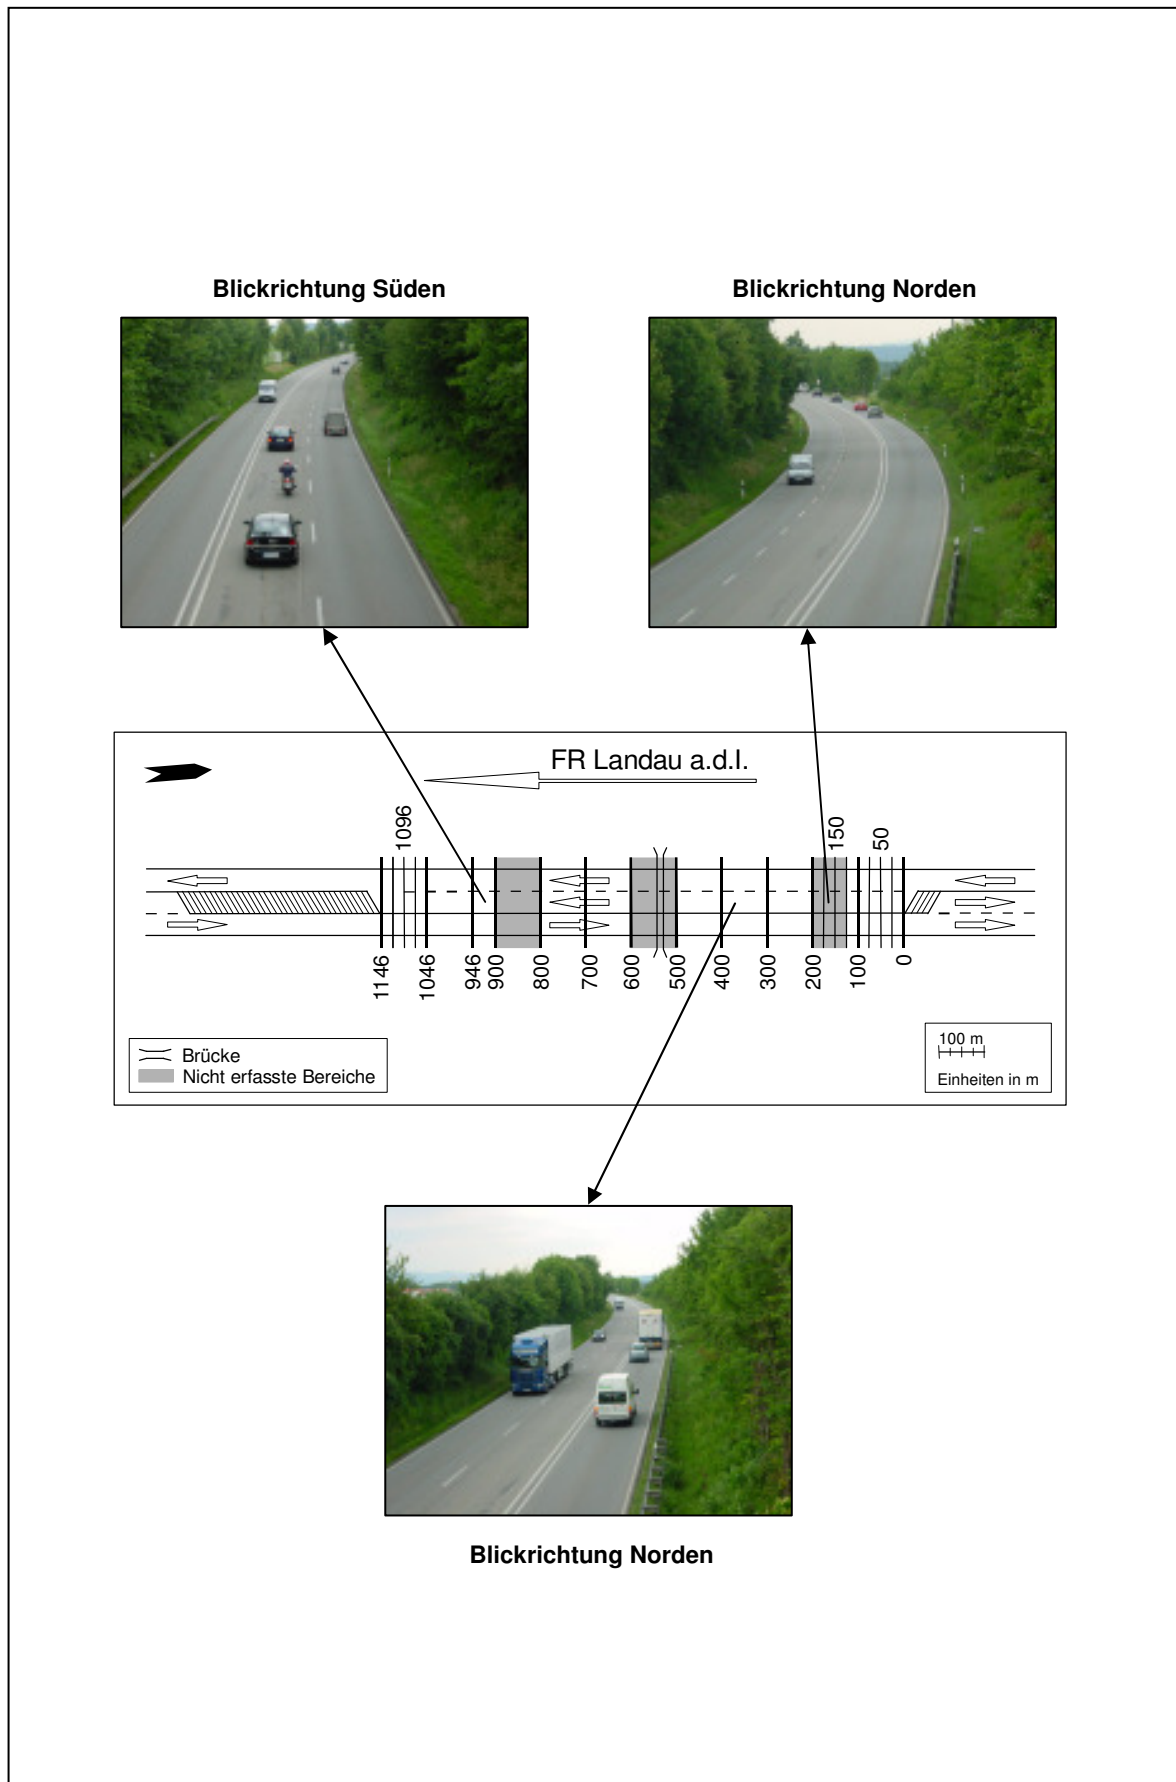 Blickrichtung Süden
Blickrichtung Norden
FR Landau a.d.I.
1096
150
50
1146
1046
946
900
800
700
600
500
400
300
200
100
0
Brücke
Nicht erfasste Bereiche
100 m
Einheiten in m
Blickrichtung Norden